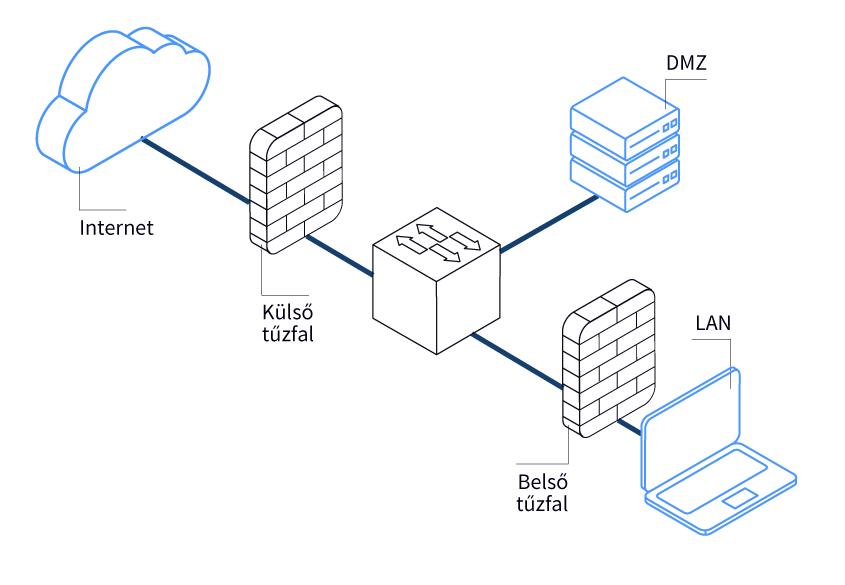 DMZ
Internet
Külső
tűzfal
LAN
Belső
tűzfal